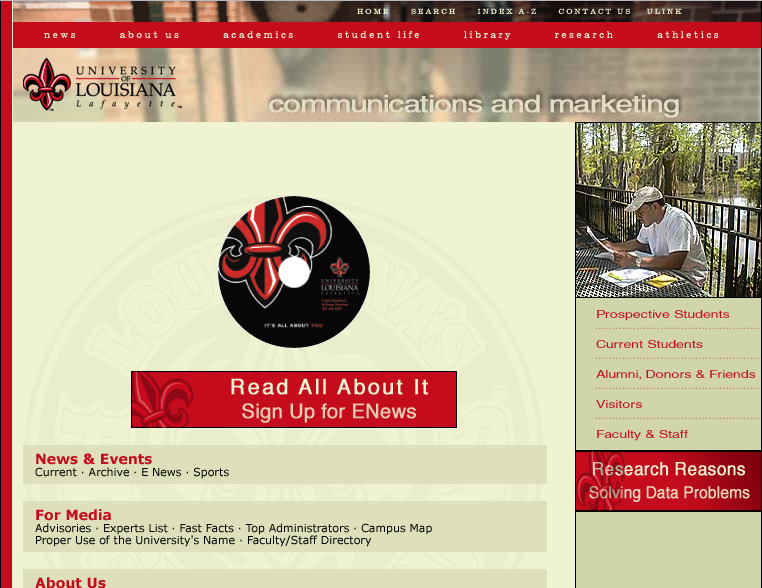 HOME SEARCH INDEX A-Z CONTACT US ULINK
news about us academics student life library research athletics
UNIVERSITY
OF
LOUISIANA
Lafayette™
communications and marketing
UNIVERSITY
LOUISIANA
Lafayette
IT'S ALL ABOUT YOU
Read All About It
Sign Up for ENews
News & Events
Current · Archive · E News · Sports
For Media
Advisories · Experts List · Fast Facts · Top Administrators · Campus Map
Proper Use of the University's Name · Faculty/Staff Directory
About Us
Prospective Students
Current Students
Alumni, Donors & Friends
Visitors
Faculty & Staff
Research Reasons
Solving Data Problems